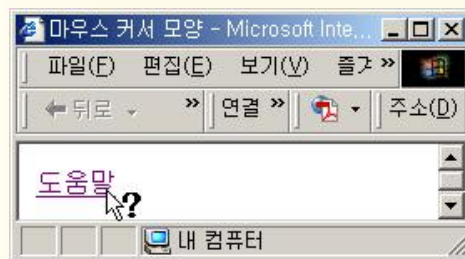 마우스 커서 모양 - Microsoft Inte...
파일(F) 편집(E) 보기(V) 즐겨 »
뒤로 » 연결 » 주소(D)
도움말
내 컴퓨터